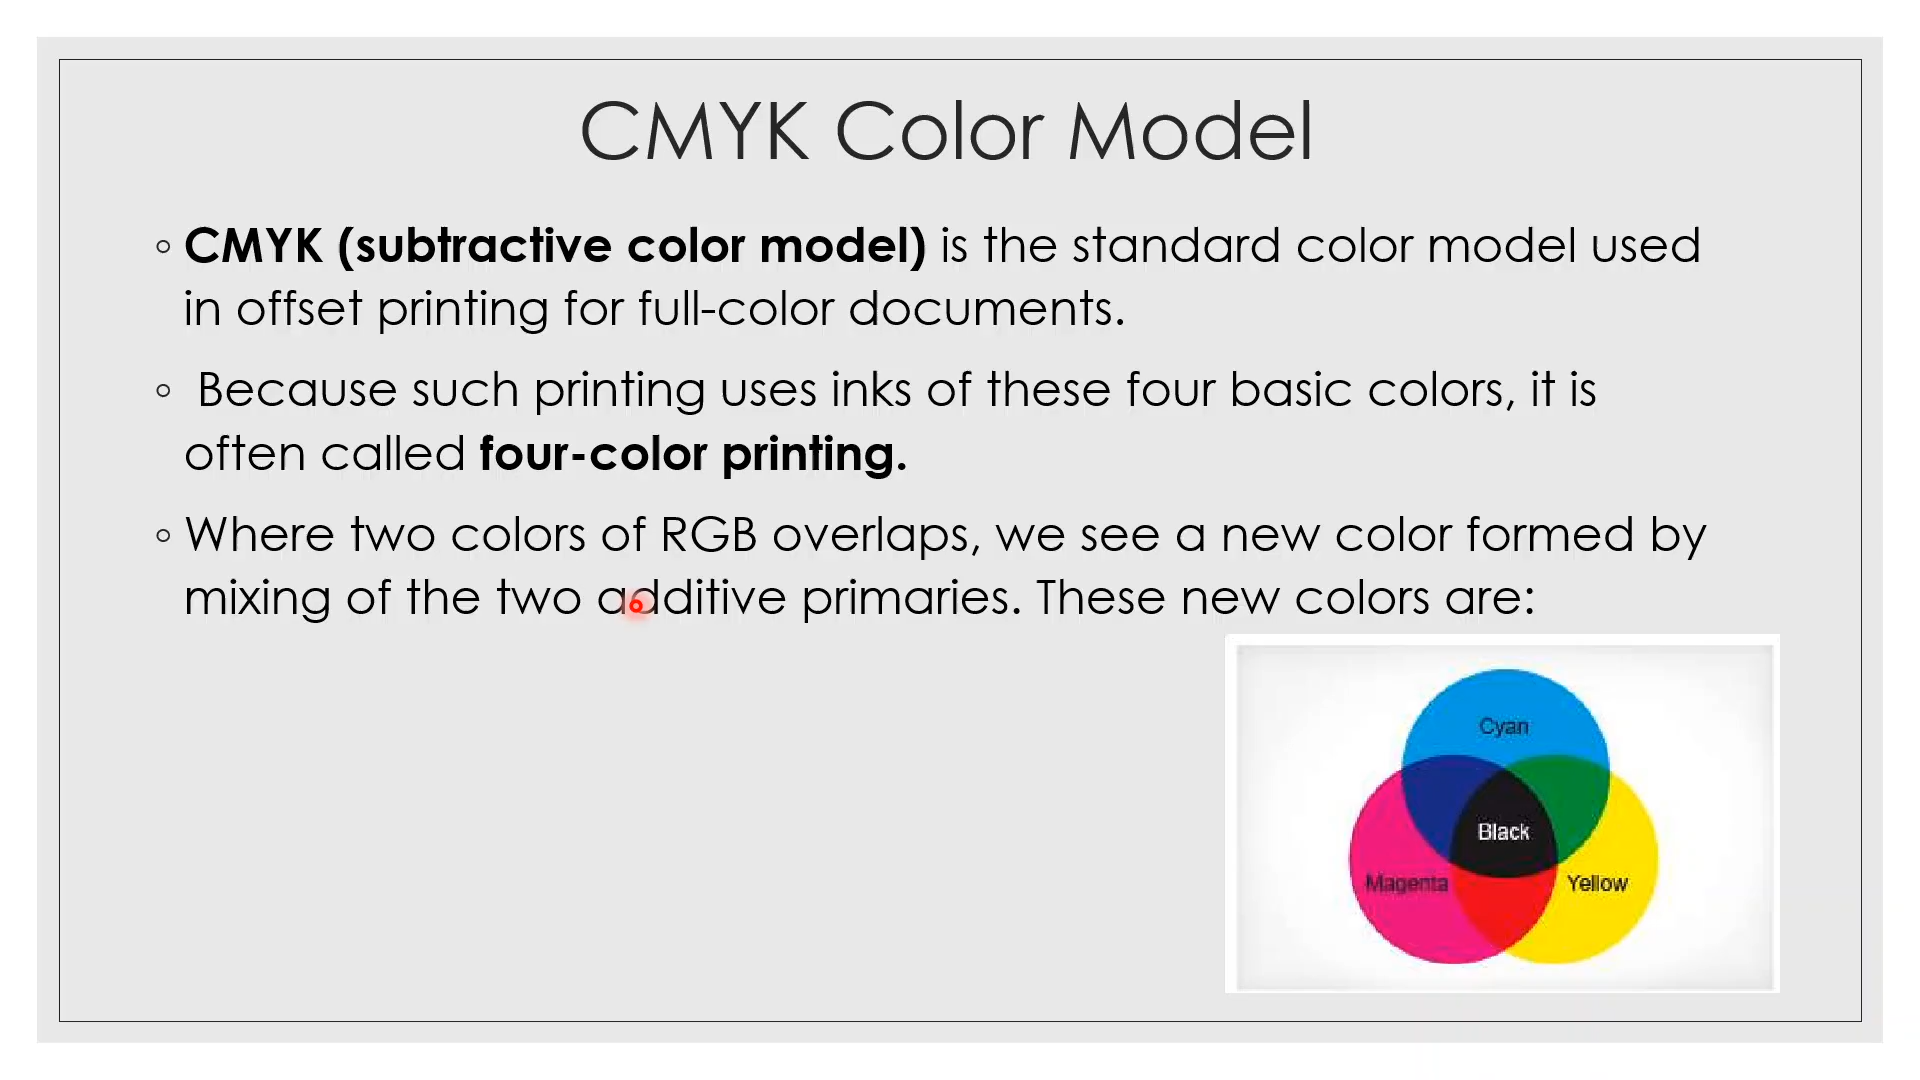 CMYK Color Model
◦ CMYK (subtractive color model) is the standard color model used
in offset printing for full-color documents.
◦ Because such printing uses inks of these four basic colors, it is
often called four-color printing.
◦ Where two colors of RGB overlaps, we see a new color formed by
mixing of the two additive primaries. These new colors are:
Cyan
Black
Magenta
Yellow